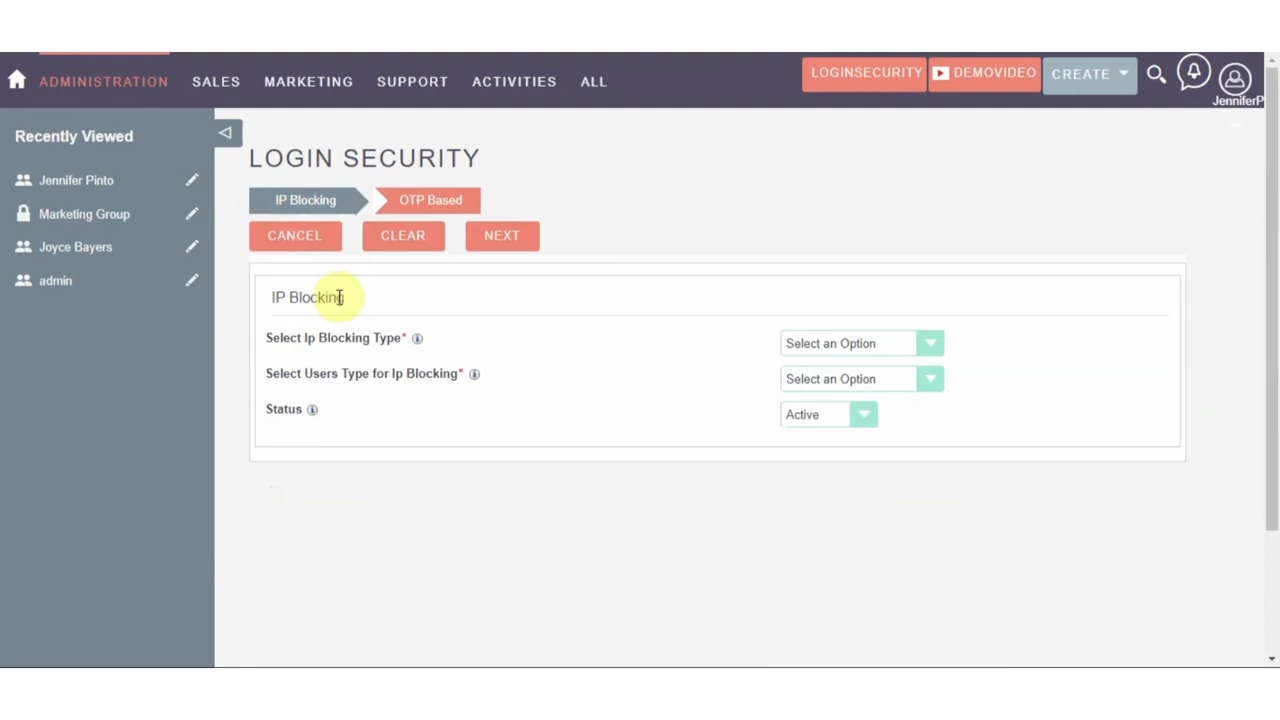 ADMINISTRATION SALES MARKETING SUPPORT ACTIVITIES ALL LOGINSECURITY DEMOVIDEO CREATE
JenniferP
Recently Viewed
Jennifer Pinto
Marketing Group
Joyce Bayers
admin
LOGIN SECURITY
IP Blocking OTP Based
CANCEL CLEAR NEXT
IP Blocking
Select Ip Blocking Type* Select an Option
Select Users Type for Ip Blocking* Select an Option
Status Active